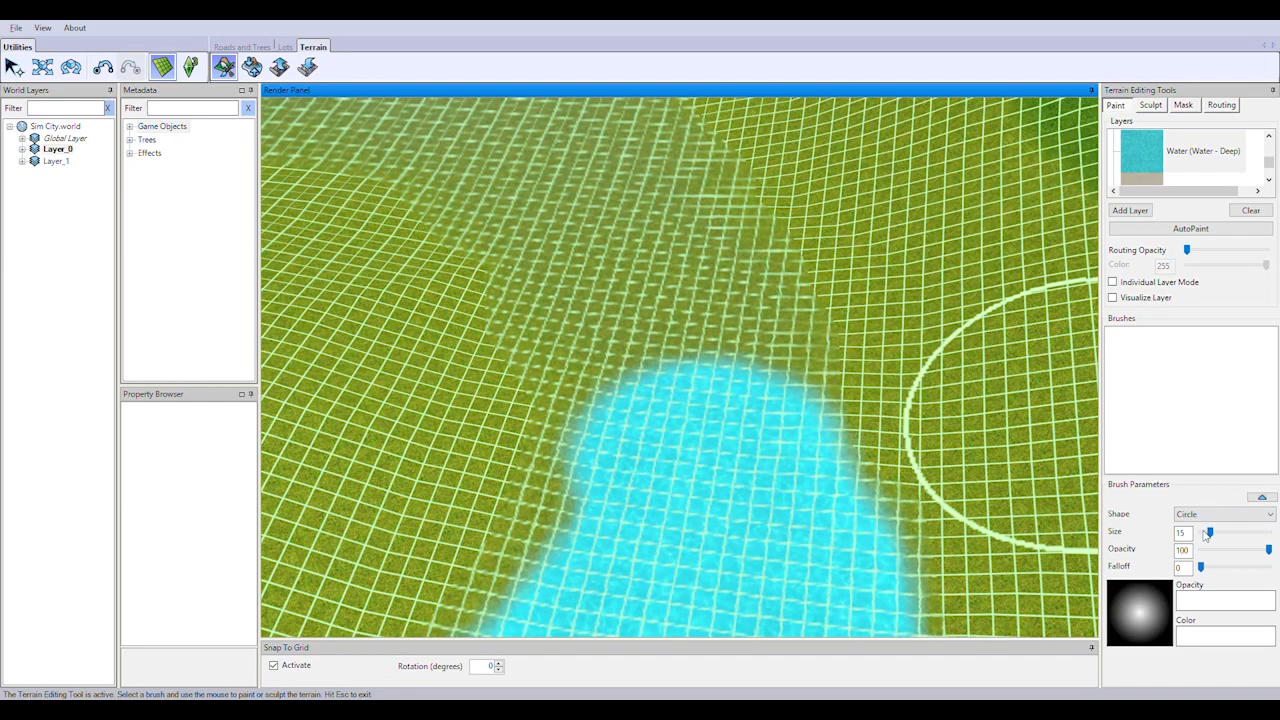 File View About
Utilities Roads and Trees Lots Terrain
World Layers
Filter X
Sim City.world
Global Layer
Layer_0
Layer_1
Metadata
Filter X
Game Objects
Trees
Effects
Property Browser
Render Panel
Snap To Grid
Activate Rotation (degrees) 0
Terrain Editing Tools
Paint Sculpt Mask Routing
Layers
Water (Water - Deep)
Add Layer Clear
AutoPaint
Routing Opacity
Color: 255
Individual Layer Mode
Visualize Layer
Brushes
Brush Parameters
Shape Circle
Size 15
Opacity 100
Falloff 0
Opacity
Color
The Terrain Editing Tool is active. Select a brush and use the mouse to paint or sculpt the terrain. Hit Esc to exit.